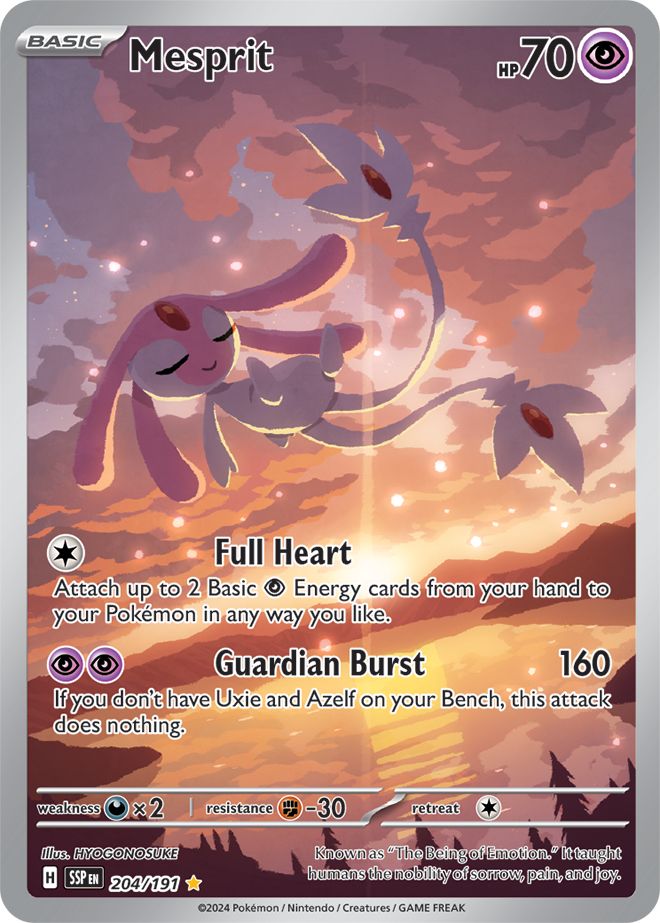 BASIC Mesprit HP 70
Full Heart
Attach up to 2 Basic Energy cards from your hand to
your Pokémon in any way you like.
Guardian Burst 160
If you don't have Uxie and Azelf on your Bench, this attack
does nothing.
weakness ×2 resistance -30 retreat
Illus. HYOGONOSUKE
Known as "The Being of Emotion." It taught
humans the nobility of sorrow, pain, and joy.
H SSP EN 204/191
©2024 Pokémon / Nintendo / Creatures / GAME FREAK